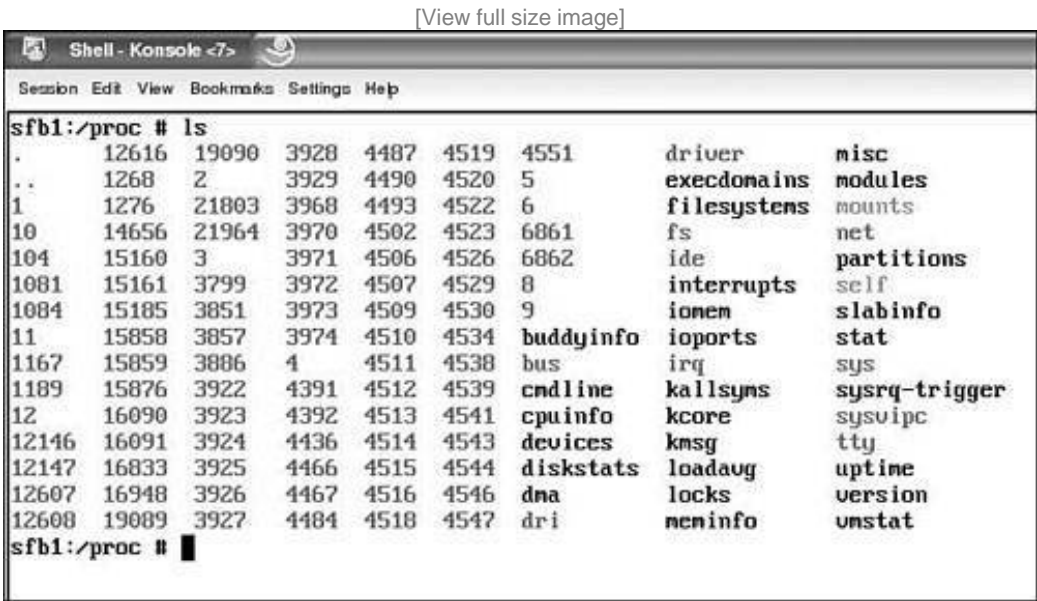 [View full size image]
Shell - Konsole <7>
Session Edit View Bookmarks Settings Help
sfb1:/proc # ls
. 12616 19090 3928 4487 4519 4551 driver misc
.. 1268 2 3929 4490 4520 5 execdomains modules
1 1276 21803 3968 4493 4522 6 filesystems mounts
10 14656 21964 3970 4502 4523 6861 fs net
104 15160 3 3971 4506 4526 6862 ide partitions
1081 15161 3799 3972 4507 4529 8 interrupts self
1084 15185 3851 3973 4509 4530 9 iomem slabinfo
11 15858 3857 3974 4510 4534 buddyinfo ioports stat
1167 15859 3886 4 4511 4538 bus irq sys
1189 15876 3922 4391 4512 4539 cmdline kallsyms sysrq-trigger
12 16090 3923 4392 4513 4541 cpuinfo kcore sysvipc
12146 16091 3924 4436 4514 4543 devices kmsg tty
12147 16833 3925 4466 4515 4544 diskstats loadavg uptime
12607 16948 3926 4467 4516 4546 dma locks version
12608 19089 3927 4484 4518 4547 dri meminfo vmstat
sfb1:/proc #